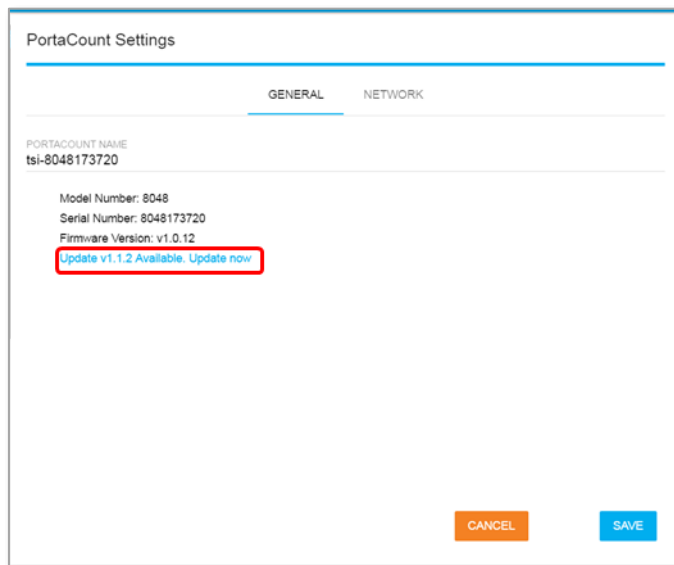 PortaCount Settings
GENERAL NETWORK
PORTACOUNT NAME
tsi-8048173720
Model Number: 8048
Serial Number: 8048173720
Firmware Version: v1.0.12
Update v1.1.2 Available. Update now
CANCEL SAVE